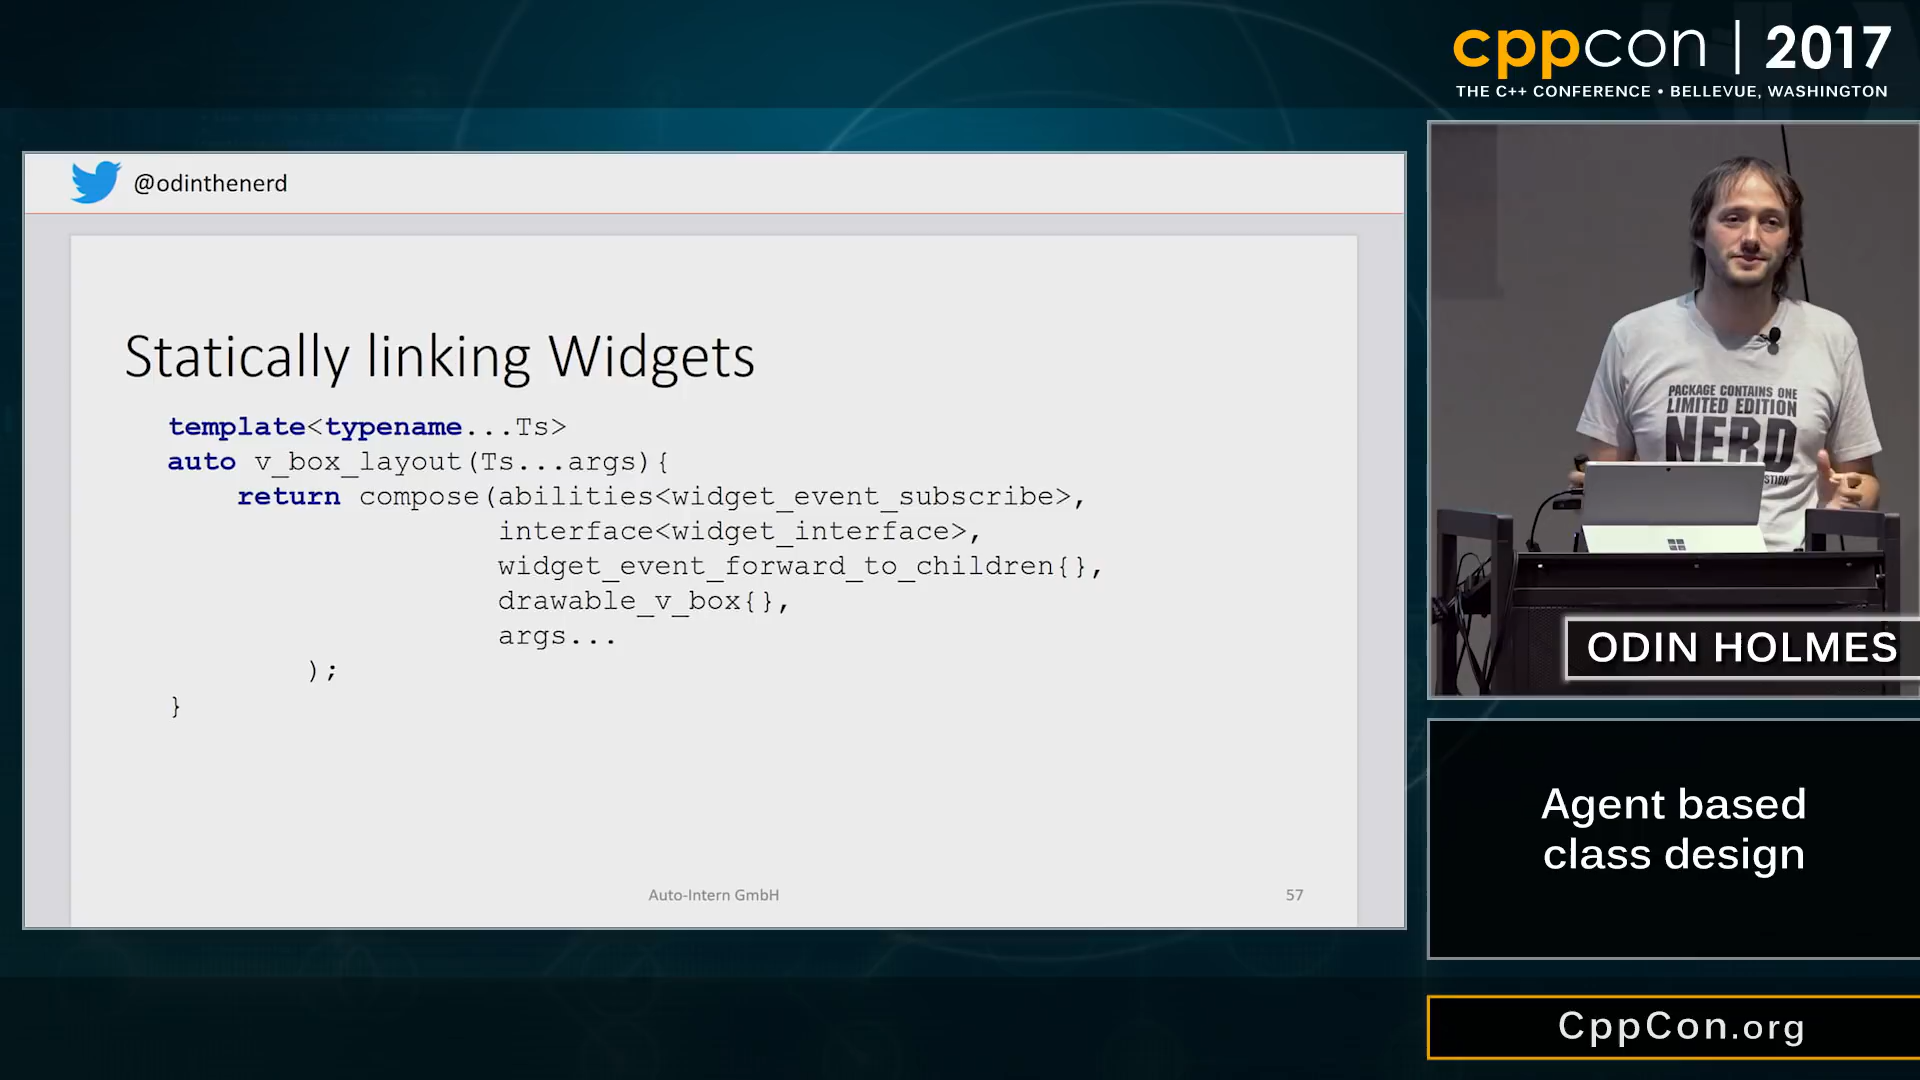 cppcon | 2017
THE C++ CONFERENCE • BELLEVUE, WASHINGTON
@odinthenerd
Statically linking Widgets
template<typename...Ts>
auto v_box_layout(Ts...args){
    return compose(abilities<widget_event_subscribe>,
                   interface<widget_interface>,
                   widget_event_forward_to_children{},
                   drawable_v_box{},
                   args...
        );
}
Auto-Intern GmbH
57
PACKAGE CONTAINS ONE
LIMITED EDITION
NERD
ODIN HOLMES
Agent based
class design
CppCon.org